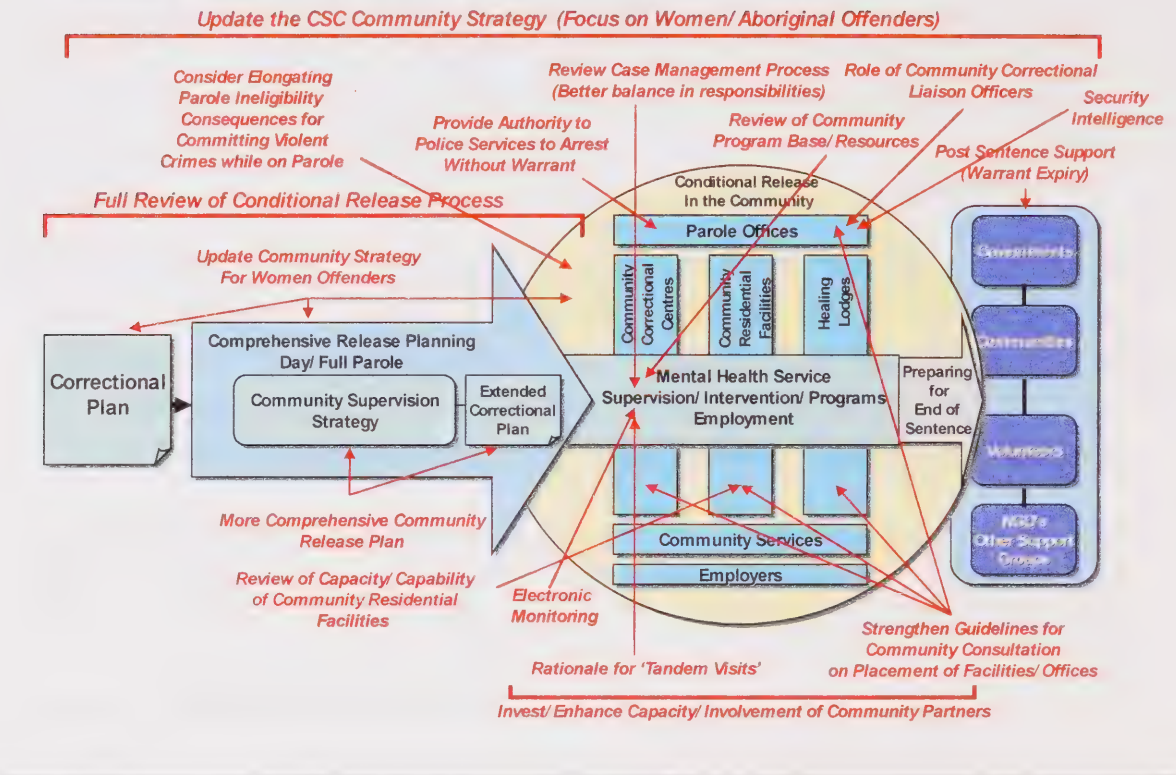 Update the CSC Community Strategy (Focus on Women/ Aboriginal Offenders)
Consider Elongating
Parole Ineligibility
Consequences for
Committing Violent
Crimes while on Parole
Provide Authority to
Police Services to Arrest
Without Warrant
Review Case Management Process
(Better balance in responsibilities)
Role of Community Correctional
Liaison Officers
Security
Intelligence
Review of Community
Program Base/ Resources
Post Sentence Support
(Warrant Expiry)
Full Review of Conditional Release Process
Update Community Strategy
For Women Offenders
Conditional Release
In the Community
Parole Offices
Community
Correctional
Centres
Community
Residential
Facilities
Healing
Lodges
Correctional
Plan
Comprehensive Release Planning
Day/ Full Parole
Community Supervision
Strategy
Extended
Correctional
Plan
Mental Health Service
Supervision/ Intervention/ Programs
Employment
Preparing
for
End of
Sentence
Governments
Communities
Volunteers
Other Support
Groups
Community Services
Employers
More Comprehensive Community
Release Plan
Review of Capacity/ Capability
of Community Residential
Facilities
Electronic
Monitoring
Rationale for ‘Tandem Visits’
Strengthen Guidelines for
Community Consultation
on Placement of Facilities/ Offices
Invest/ Enhance Capacity/ Involvement of Community Partners